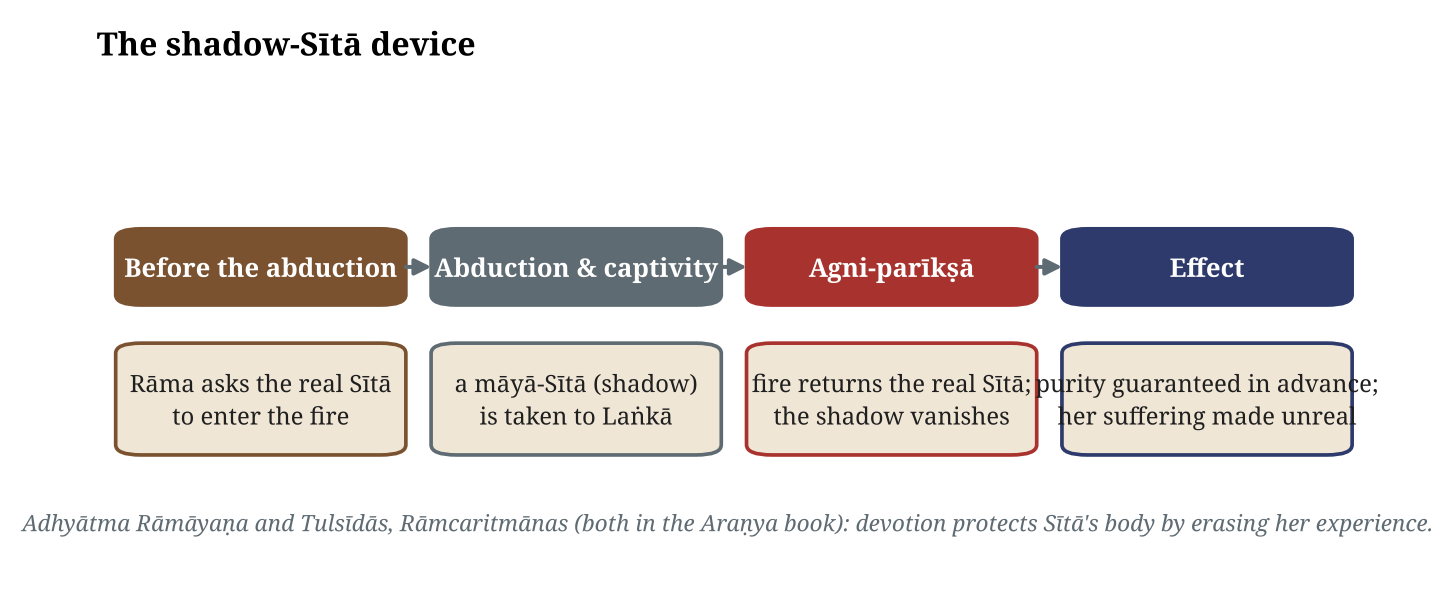 The shadow-Sītā device
Before the abduction
Abduction & captivity
Agni-parīkṣā
Effect
Rāma asks the real Sītā
to enter the fire
a māyā-Sītā (shadow)
is taken to Laṅkā
fire returns the real Sītā;
the shadow vanishes
purity guaranteed in advance;
her suffering made unreal
Adhyātma Rāmāyaṇa and Tulsīdās, Rāmcaritmānas (both in the Araṇya book): devotion protects Sītā's body by erasing her experience.